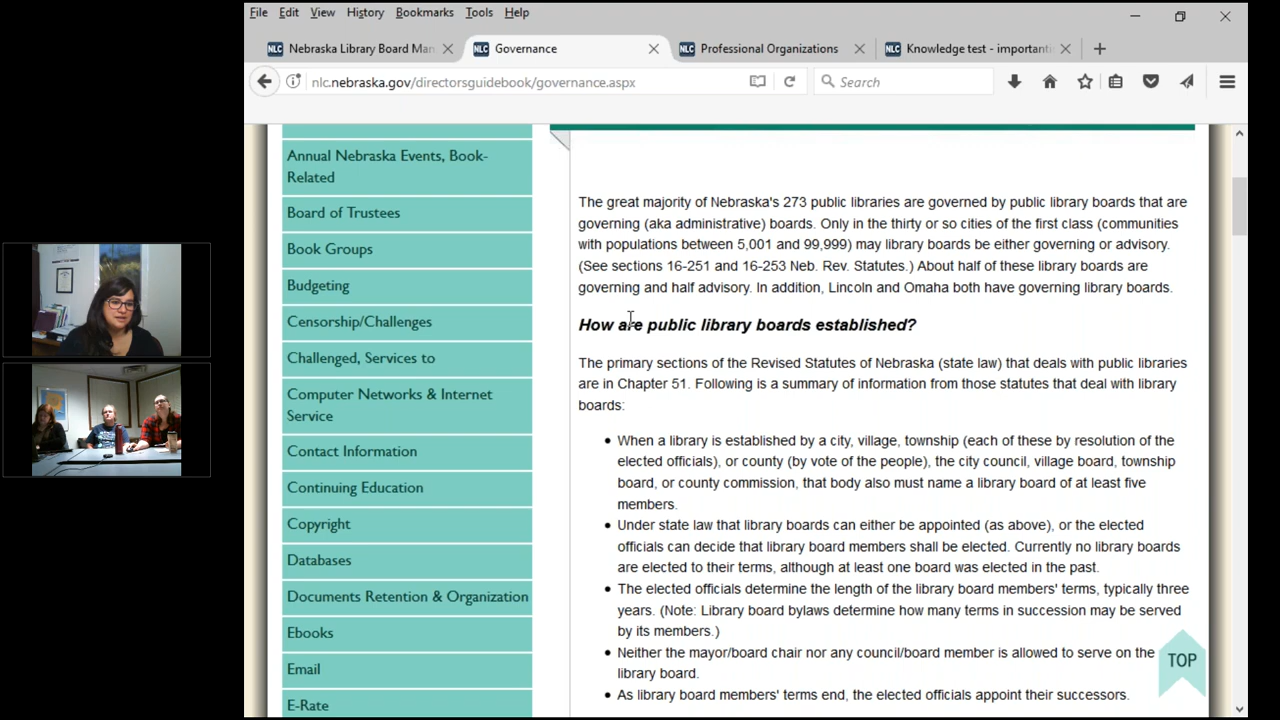 File Edit View History Bookmarks Tools Help
NLC Nebraska Library Board Man
NLC Governance
NLC Professional Organizations
NLC Knowledge test - importanti
nlc.nebraska.gov/directorsguidebook/governance.aspx
Search
Annual Nebraska Events, Book-
Related
Board of Trustees
Book Groups
Budgeting
Censorship/Challenges
Challenged, Services to
Computer Networks & Internet
Service
Contact Information
Continuing Education
Copyright
Databases
Documents Retention & Organization
Ebooks
Email
E-Rate
The great majority of Nebraska's 273 public libraries are governed by public library boards that are
governing (aka administrative) boards. Only in the thirty or so cities of the first class (communities
with populations between 5,001 and 99,999) may library boards be either governing or advisory.
(See sections 16-251 and 16-253 Neb. Rev. Statutes.) About half of these library boards are
governing and half advisory. In addition, Lincoln and Omaha both have governing library boards.
How are public library boards established?
The primary sections of the Revised Statutes of Nebraska (state law) that deals with public libraries
are in Chapter 51. Following is a summary of information from those statutes that deal with library
boards:
• When a library is established by a city, village, township (each of these by resolution of the
elected officials), or county (by vote of the people), the city council, village board, township
board, or county commission, that body also must name a library board of at least five
members.
• Under state law that library boards can either be appointed (as above), or the elected
officials can decide that library board members shall be elected. Currently no library boards
are elected to their terms, although at least one board was elected in the past.
• The elected officials determine the length of the library board members' terms, typically three
years. (Note: Library board bylaws determine how many terms in succession may be served
by its members.)
• Neither the mayor/board chair nor any council/board member is allowed to serve on the
library board.
• As library board members' terms end, the elected officials appoint their successors.
TOP